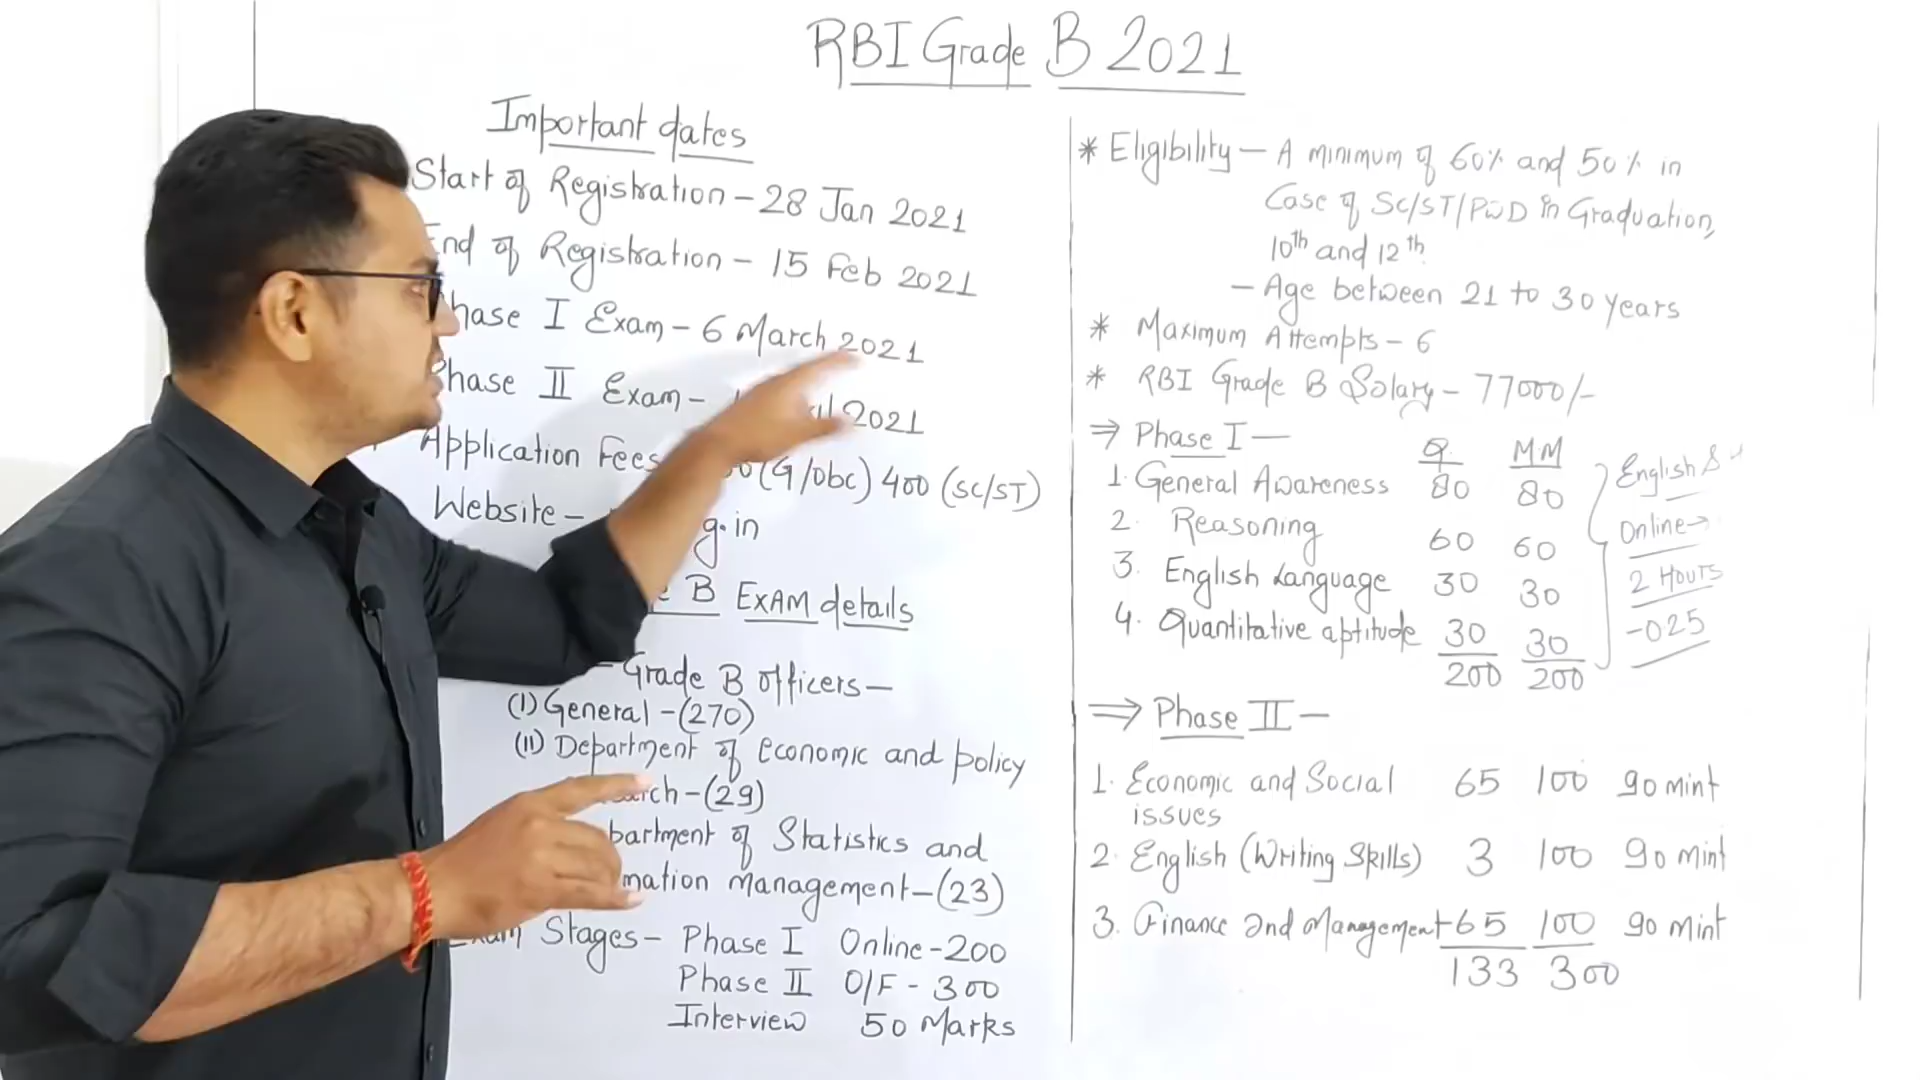 RBI Grade B 2021
Important dates
Start of Registration - 28 Jan 2021
End of Registration - 15 Feb 2021
Phase I Exam - 6 March 2021
Phase II Exam - 2021
Application Fees (G/obc) 400 (SC/ST)
Website - g.in
B EXAM details
- Grade B officers -
(I) General - (270)
(II) Department of economic and policy
(29)
of Statistics and
management - (23)
Exam Stages - Phase I Online - 200
Phase II O/F - 300
Interview 50 Marks
* Eligibility - A minimum of 60% and 50% in
Case of SC/ST/PWD in Graduation,
10th and 12th
- Age between 21 to 30 years
* Maximum Attempts - 6
* RBI Grade B Salary - 77000/-
⇒ Phase I - Q. MM
1. General Awareness 80 80
2. Reasoning 60 60
3. English Language 30 30
4. Quantitative aptitude 30 30
200 200
English &
Online →
2 Hours
-025
⇒ Phase II -
1. Economic and Social 65 100 90 mint
issues
2. English (Writing Skills) 3 100 90 mint
3. Finance and Management 65 100 90 mint
133 300